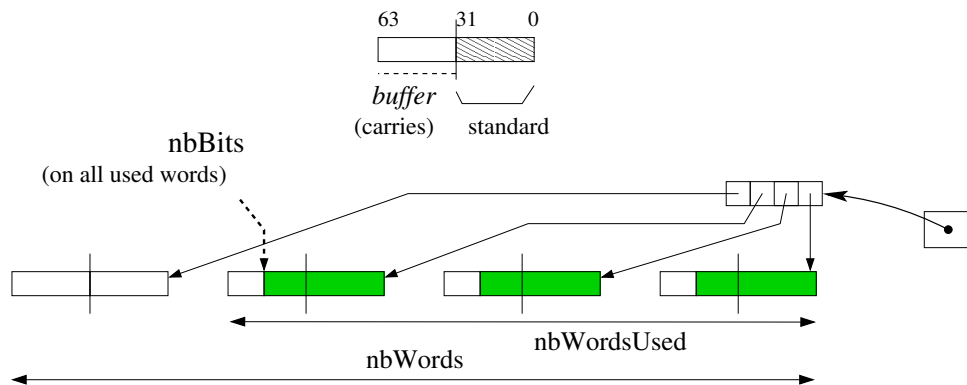 63 31 0
buffer
(carries) standard
nbBits
(on all used words)
nbWordsUsed
nbWords